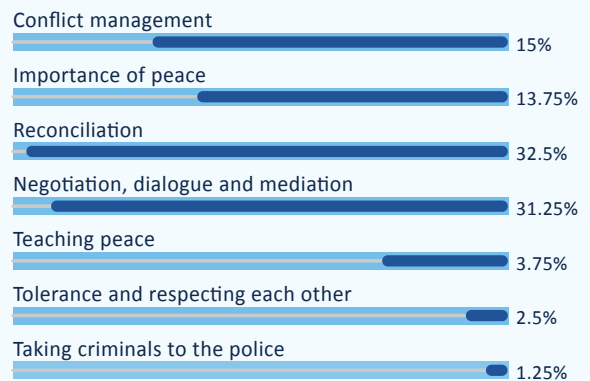 Conflict management
15%
Importance of peace
13.75%
Reconciliation
32.5%
Negotiation, dialogue and mediation
31.25%
Teaching peace
3.75%
Tolerance and respecting each other
2.5%
Taking criminals to the police
1.25%